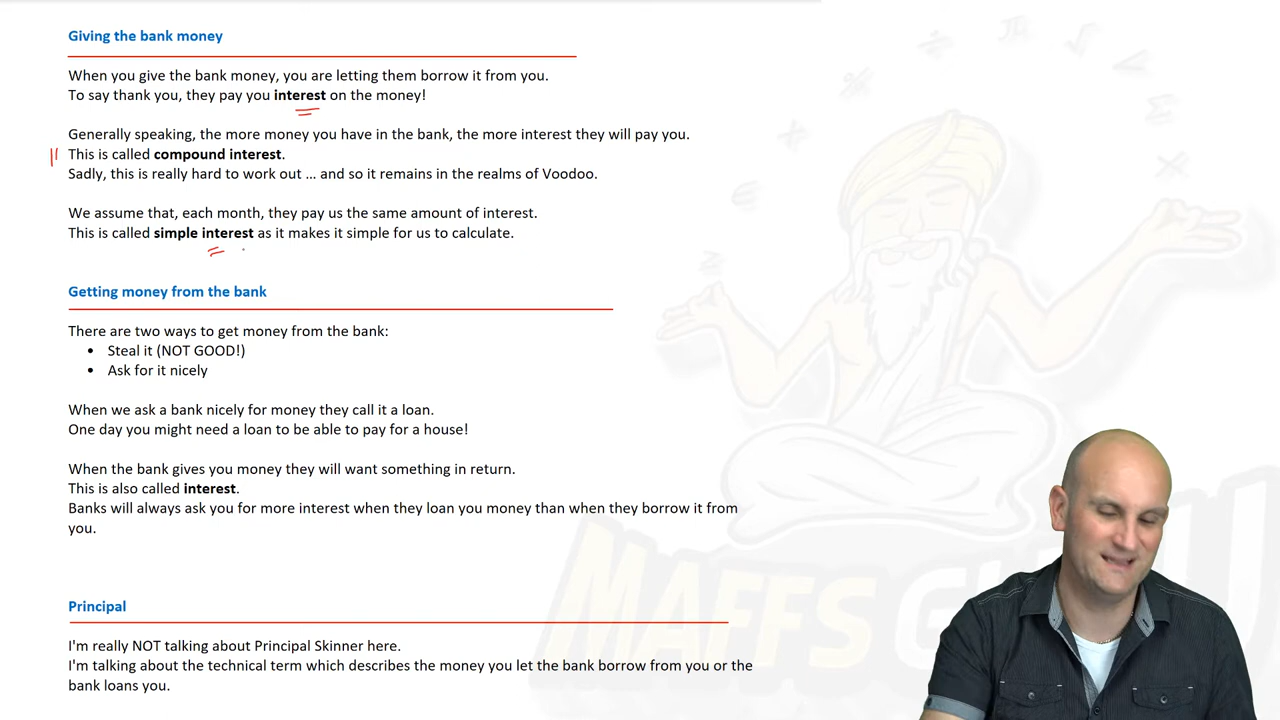 Giving the bank money
When you give the bank money, you are letting them borrow it from you.
To say thank you, they pay you interest on the money!
Generally speaking, the more money you have in the bank, the more interest they will pay you.
This is called compound interest.
Sadly, this is really hard to work out ... and so it remains in the realms of Voodoo.
We assume that, each month, they pay us the same amount of interest.
This is called simple interest as it makes it simple for us to calculate.
Getting money from the bank
There are two ways to get money from the bank:
• Steal it (NOT GOOD!)
• Ask for it nicely
When we ask a bank nicely for money they call it a loan.
One day you might need a loan to be able to pay for a house!
When the bank gives you money they will want something in return.
This is also called interest.
Banks will always ask you for more interest when they loan you money than when they borrow it from
you.
Principal
I'm really NOT talking about Principal Skinner here.
I'm talking about the technical term which describes the money you let the bank borrow from you or the
bank loans you.
MAFFS